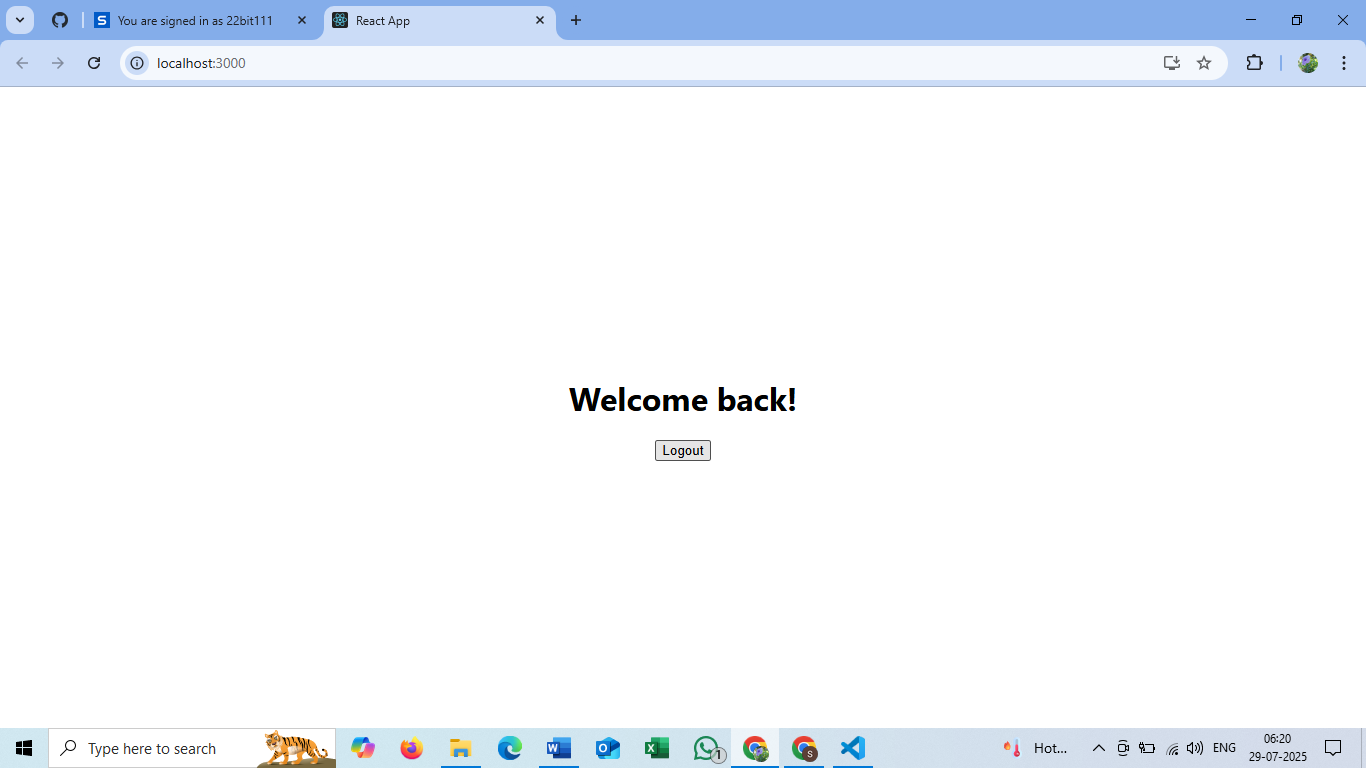 You are signed in as 22bit111
React App
localhost:3000
Welcome back!
Logout
Type here to search
1
S
Hot...
ENG
06:20
29-07-2025